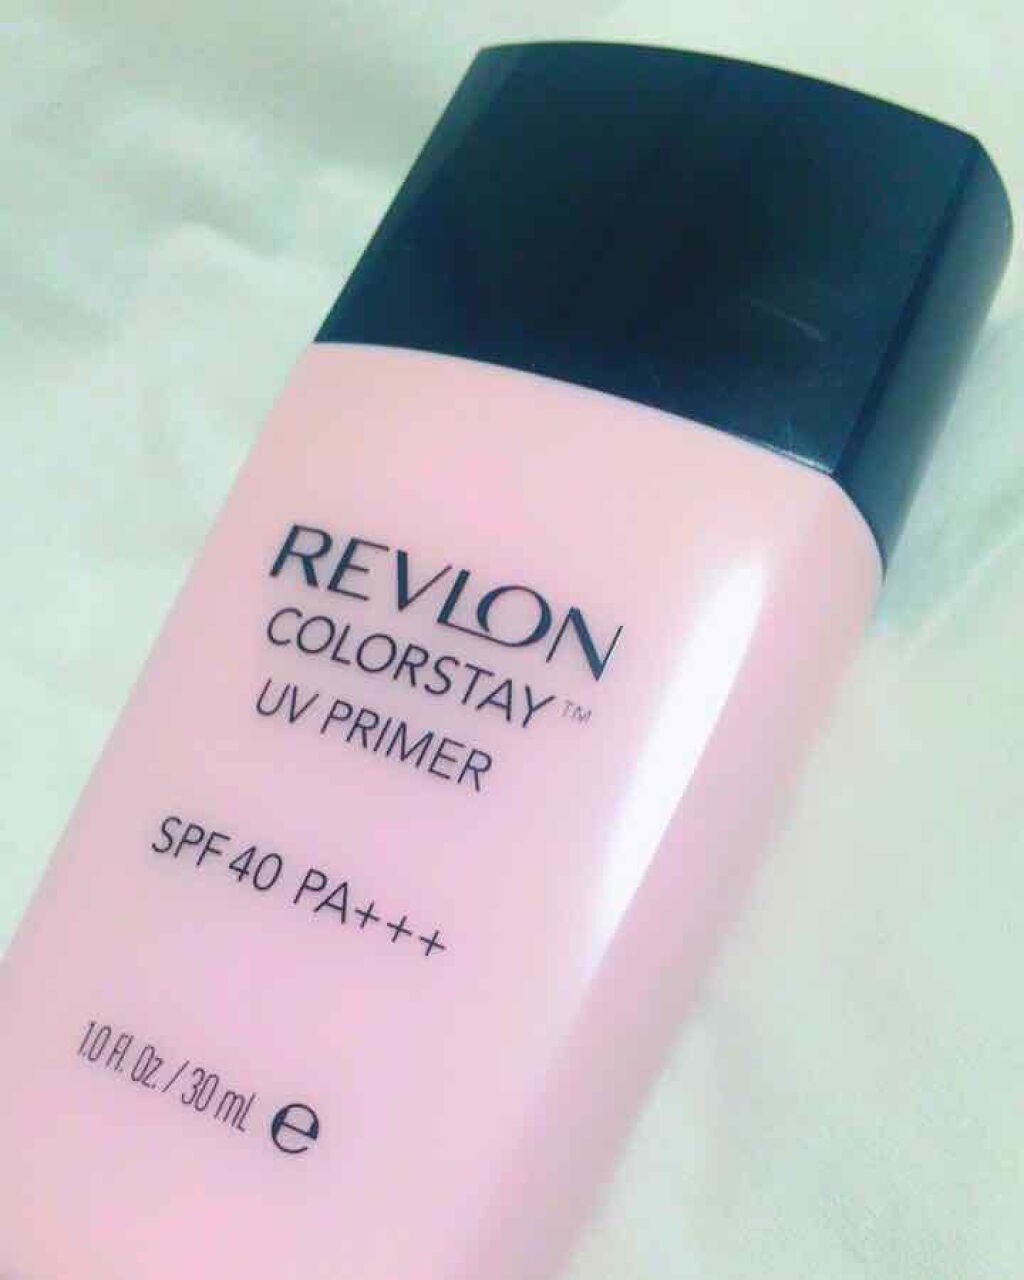 REVLON
COLORSTAY™
UV PRIMER
SPF 40 PA+++
1.0 Fl. Oz. / 30 mL ℮